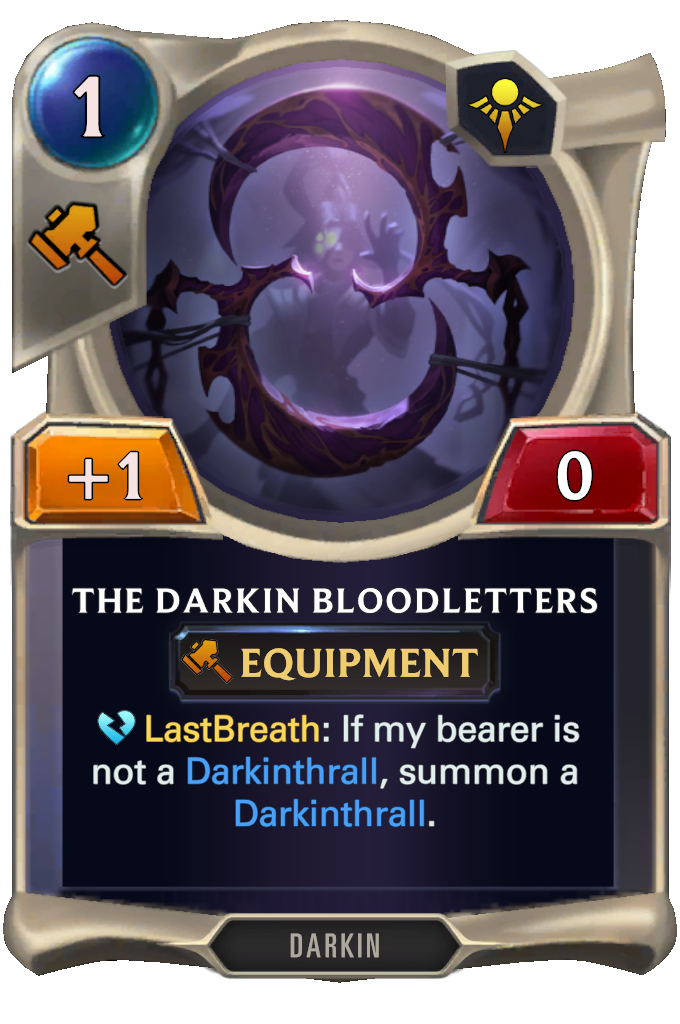 1
+1
0
THE DARKIN BLOODLETTERS
EQUIPMENT
LastBreath: If my bearer is
not a Darkinthrall, summon a
Darkinthrall.
DARKIN